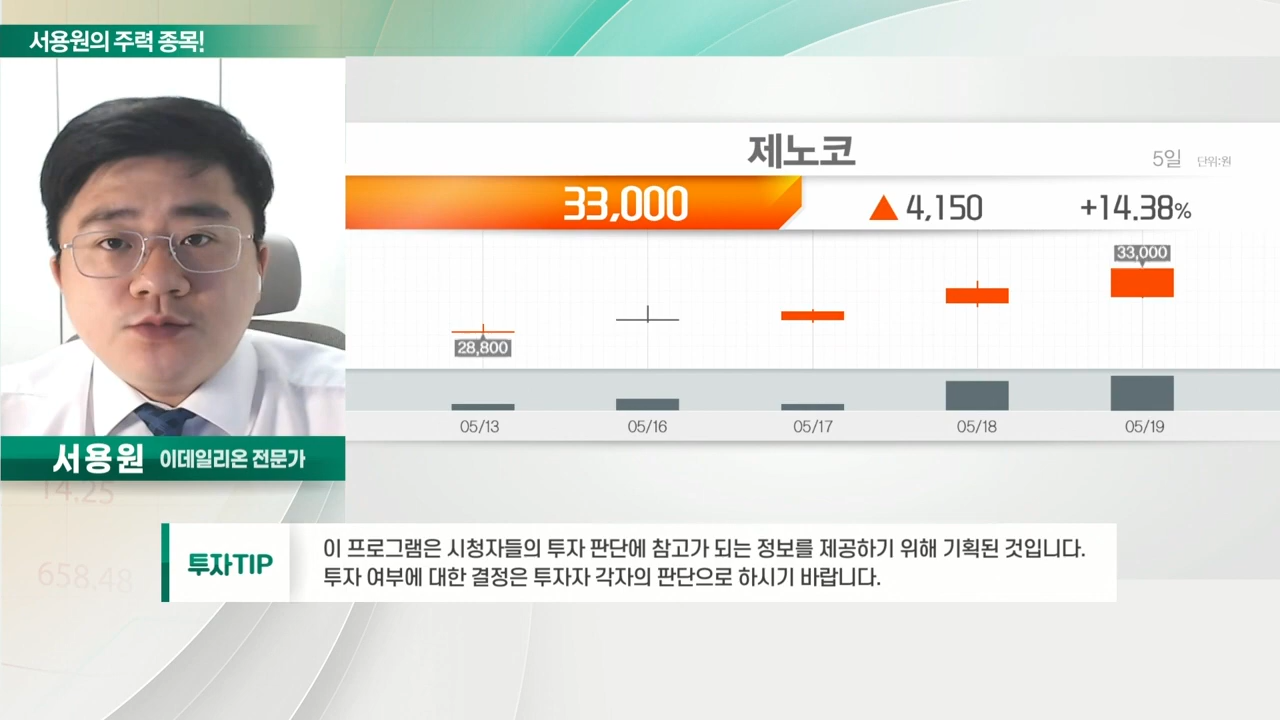 서용원의 주력 종목!
제노코
5일 단위:원
33,000 ▲ 4,150 +14.38%
33,000
28,800
05/13 05/16 05/17 05/18 05/19
서용원 이데일리온 전문가
14.25
658.48
투자TIP
이 프로그램은 시청자들의 투자 판단에 참고가 되는 정보를 제공하기 위해 기획된 것입니다.
투자 여부에 대한 결정은 투자자 각자의 판단으로 하시기 바랍니다.